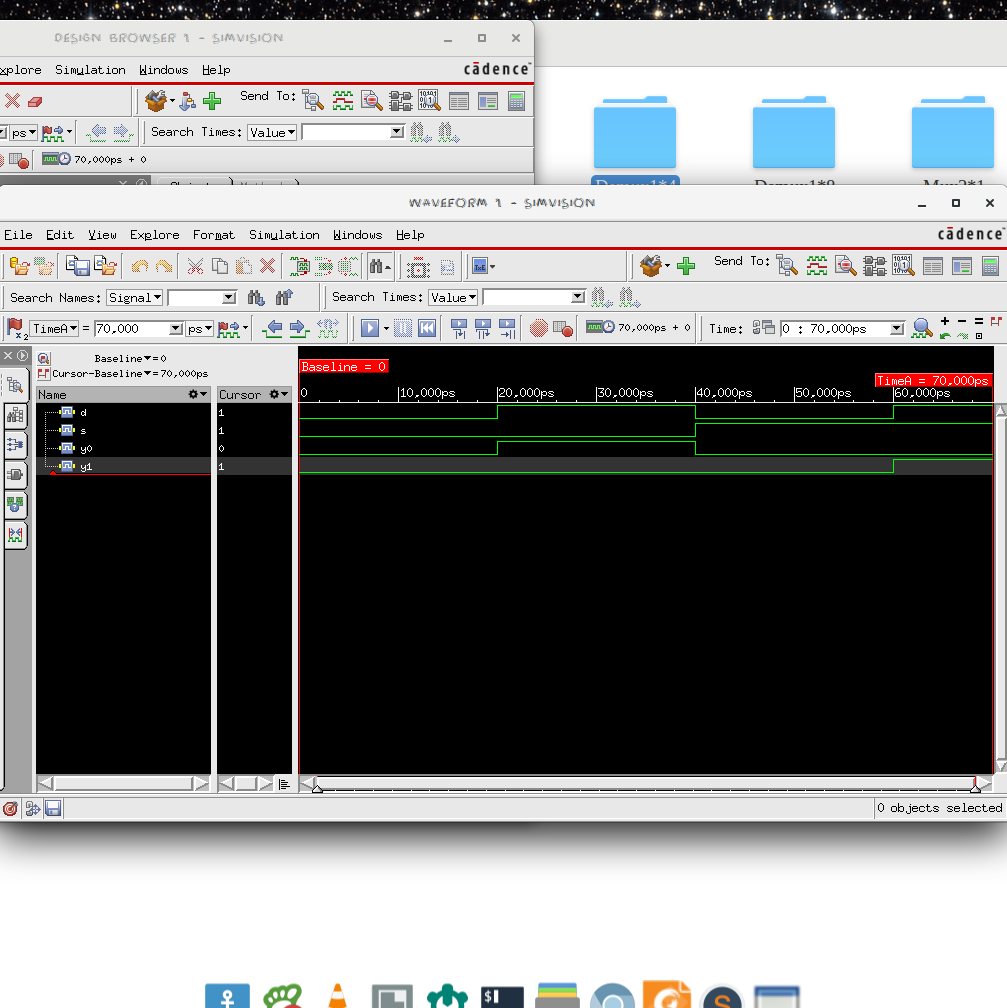 DESIGN BROWSER 1 - SIMVISION
xplore Simulation Windows Help
cādence
Send To:
ps
Search Times: Value
70,000ps + 0
WAVEFORM 1 - SIMVISION
File Edit View Explore Format Simulation Windows Help
cādence
Send To:
Search Names: Signal
Search Times: Value
TimeA = 70,000 ps
70,000ps + 0
Time: 0 : 70,000ps
Baseline = 0
Cursor-Baseline = 70,000ps
Name
Cursor
Baseline = 0
TimeA = 70,000ps
0 10,000ps 20,000ps 30,000ps 40,000ps 50,000ps 60,000ps
d 1
s 1
y0 0
y1 1
0 objects selected
$
S